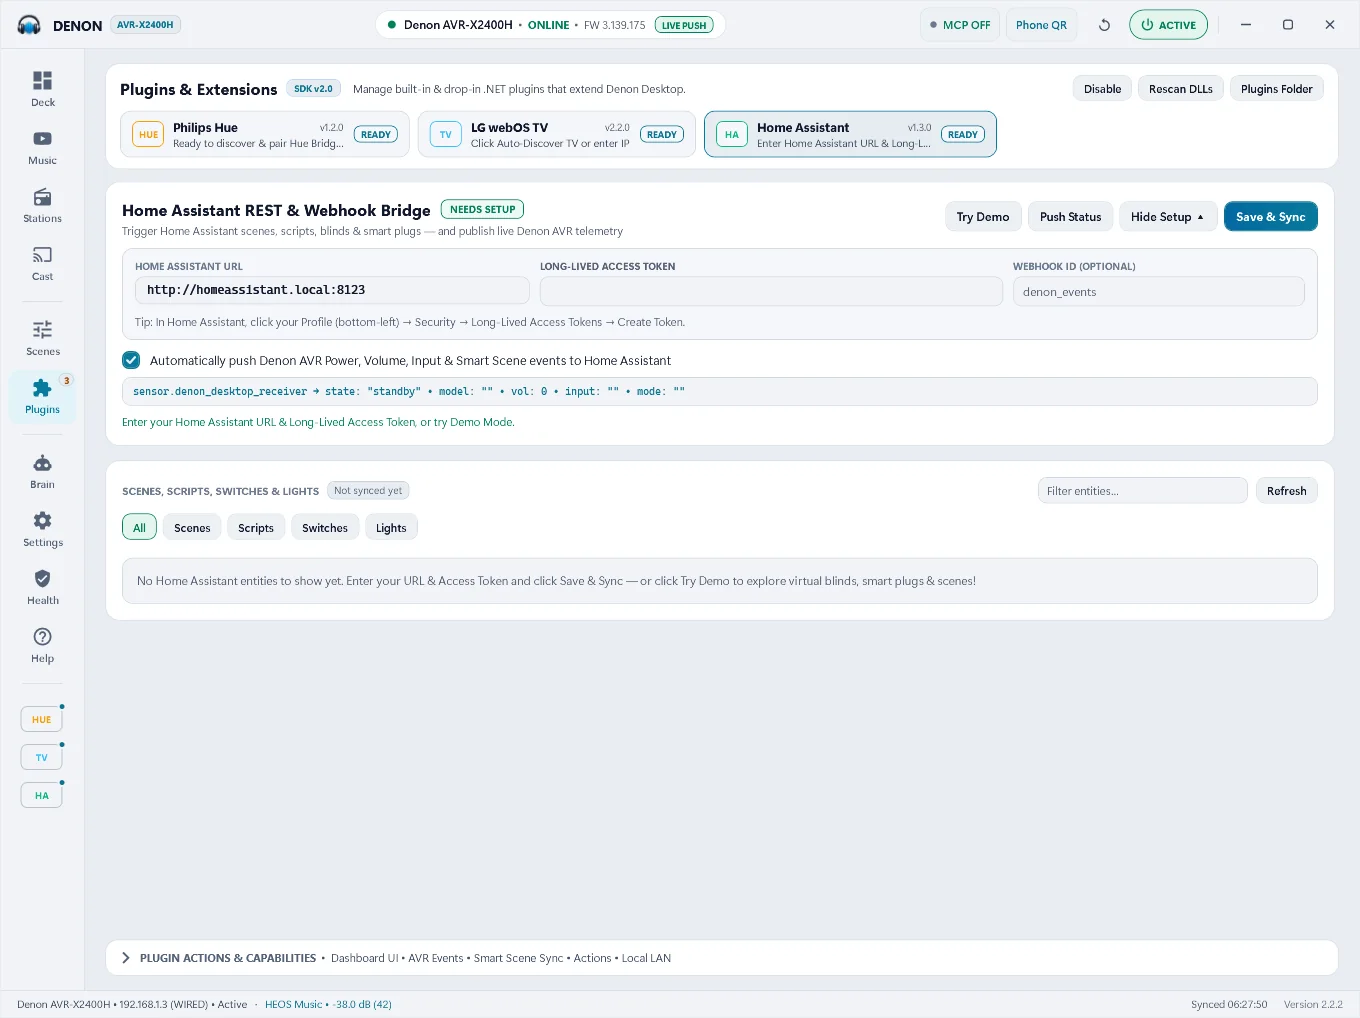 DENON AVR-X2400H
Denon AVR-X2400H • ONLINE • FW 3.139.175 LIVE PUSH
MCP OFF Phone QR ACTIVE
Deck
Music
Stations
Cast
Scenes
3
Plugins
Brain
Settings
Health
Help
HUE
TV
HA
Plugins & Extensions SDK v2.0 Manage built-in & drop-in .NET plugins that extend Denon Desktop.
Disable Rescan DLLs Plugins Folder
HUE Philips Hue v1.2.0 READY
Ready to discover & pair Hue Bridg...
TV LG webOS TV v2.2.0 READY
Click Auto-Discover TV or enter IP
HA Home Assistant v1.3.0 READY
Enter Home Assistant URL & Long-L...
Home Assistant REST & Webhook Bridge NEEDS SETUP
Trigger Home Assistant scenes, scripts, blinds & smart plugs — and publish live Denon AVR telemetry
Try Demo Push Status Hide Setup ▲ Save & Sync
HOME ASSISTANT URL LONG-LIVED ACCESS TOKEN WEBHOOK ID (OPTIONAL)
http://homeassistant.local:8123 denon_events
Tip: In Home Assistant, click your Profile (bottom-left) → Security → Long-Lived Access Tokens → Create Token.
Automatically push Denon AVR Power, Volume, Input & Smart Scene events to Home Assistant
sensor.denon_desktop_receiver → state: "standby" • model: "" • vol: 0 • input: "" • mode: ""
Enter your Home Assistant URL & Long-Lived Access Token, or try Demo Mode.
SCENES, SCRIPTS, SWITCHES & LIGHTS Not synced yet
Filter entities... Refresh
All Scenes Scripts Switches Lights
No Home Assistant entities to show yet. Enter your URL & Access Token and click Save & Sync — or click Try Demo to explore virtual blinds, smart plugs & scenes!
PLUGIN ACTIONS & CAPABILITIES • Dashboard UI • AVR Events • Smart Scene Sync • Actions • Local LAN
Denon AVR-X2400H • 192.168.1.3 (WIRED) • Active · HEOS Music • -38.0 dB (42)
Synced 06:27:50 Version 2.2.2